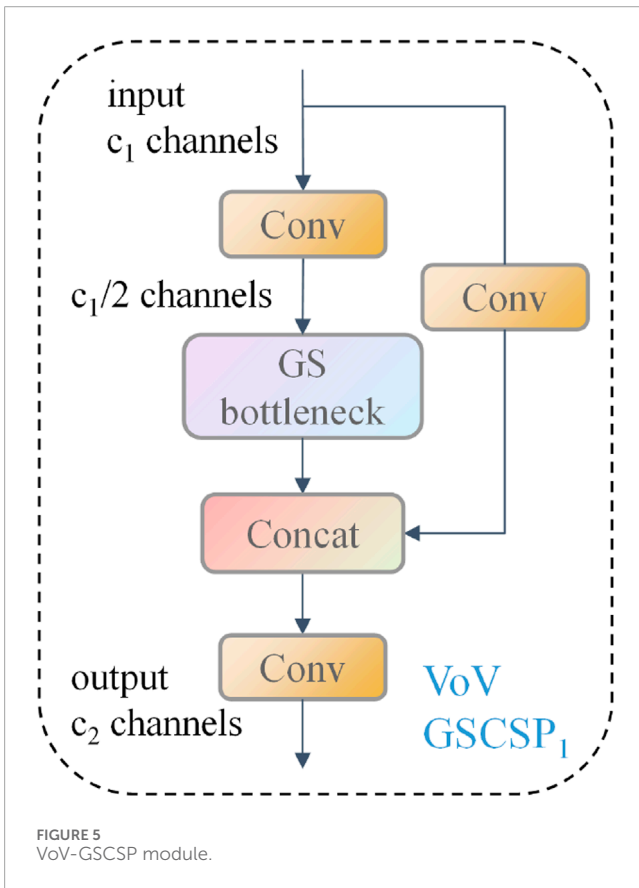 input
c₁ channels
Conv
c₁/2 channels
Conv
GS
bottleneck
Concat
Conv
output
c₂ channels
VoV
GSCSP₁
FIGURE 5
VoV-GSCSP module.